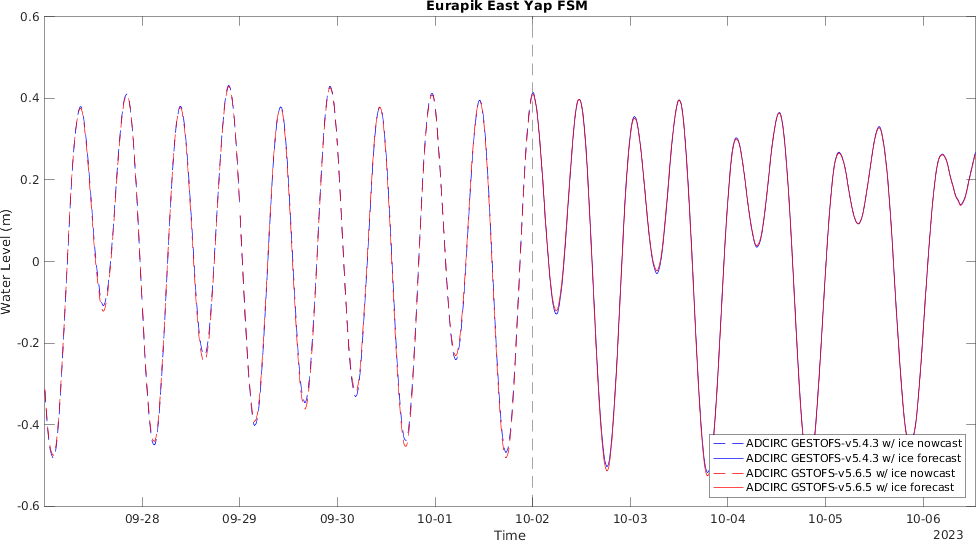 Eurapik East Yap FSM
0.6
0.4
0.2
0
-0.2
-0.4
-0.6
Water Level (m)
ADCIRC GESTOFS-v5.4.3 w/ ice nowcast
ADCIRC GESTOFS-v5.4.3 w/ ice forecast
ADCIRC GSTOFS-v5.6.5 w/ ice nowcast
ADCIRC GSTOFS-v5.6.5 w/ ice forecast
09-28 09-29 09-30 10-01 10-02 10-03 10-04 10-05 10-06
Time
2023